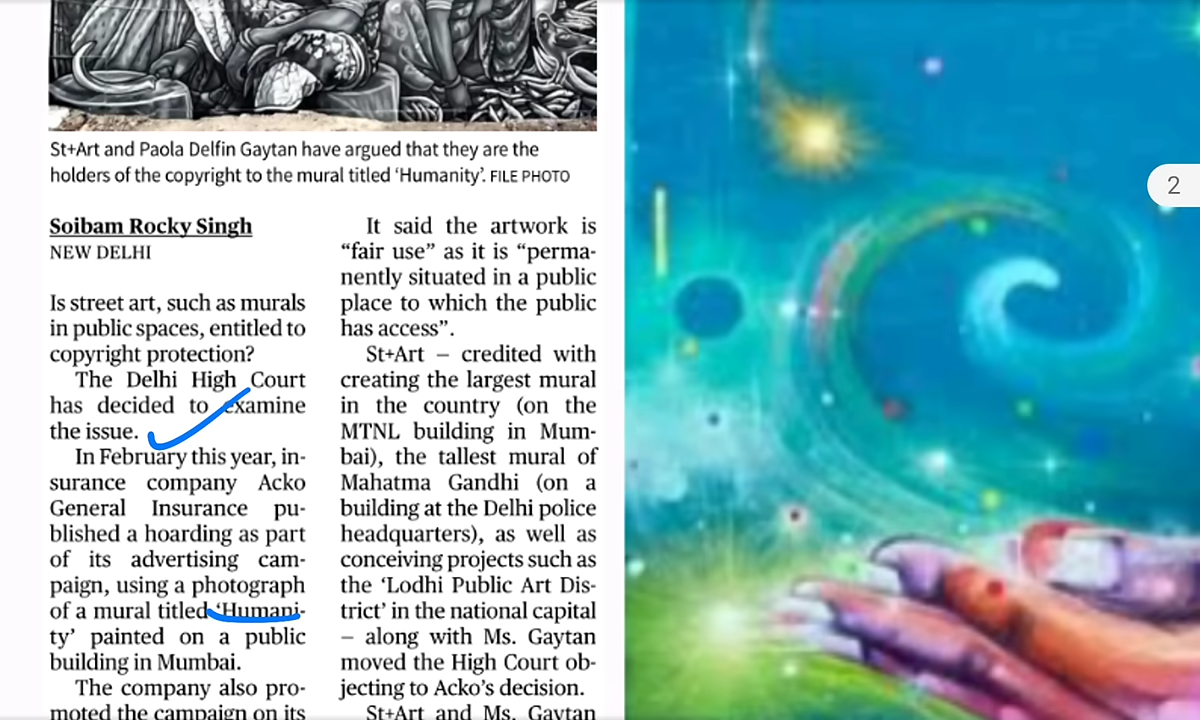 St+Art and Paola Delfin Gaytan have argued that they are the
holders of the copyright to the mural titled ‘Humanity’. FILE PHOTO
Soibam Rocky Singh
NEW DELHI
Is street art, such as murals
in public spaces, entitled to
copyright protection?
The Delhi High Court
has decided to examine
the issue.
In February this year, in-
surance company Acko
General Insurance pu-
blished a hoarding as part
of its advertising cam-
paign, using a photograph
of a mural titled ‘Humani-
ty’ painted on a public
building in Mumbai.
The company also pro-
moted the campaign on its
It said the artwork is
“fair use” as it is “perma-
nently situated in a public
place to which the public
has access”.
St+Art – credited with
creating the largest mural
in the country (on the
MTNL building in Mum-
bai), the tallest mural of
Mahatma Gandhi (on a
building at the Delhi police
headquarters), as well as
conceiving projects such as
the ‘Lodhi Public Art Dis-
trict’ in the national capital
– along with Ms. Gaytan
moved the High Court ob-
jecting to Acko’s decision.
St+Art and Ms. Gaytan
2